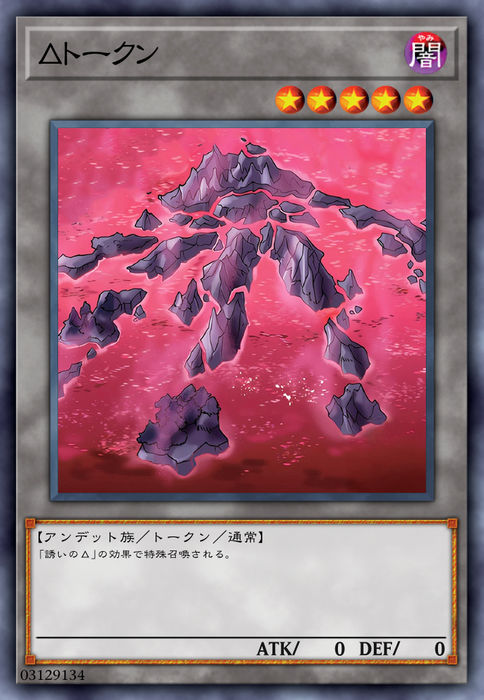 △トークン
やみ
闇
【アンデット族／トークン／通常】
「誘いのΔ」の効果で特殊召喚される。
ATK/ 0 DEF/ 0
03129134